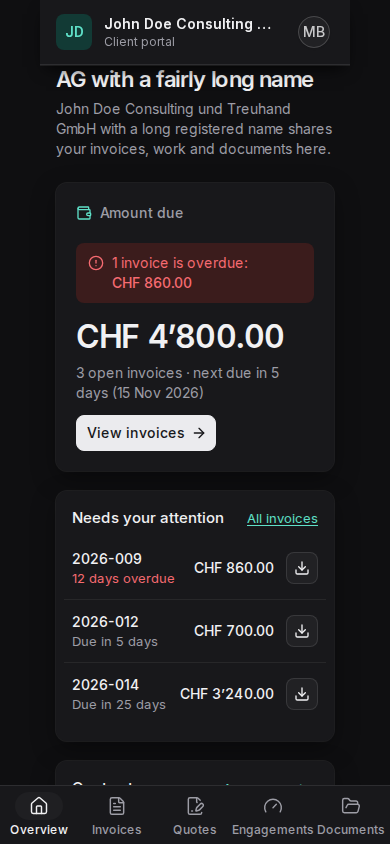 JD
John Doe Consulting ...
Client portal
MB
AG with a fairly long name
John Doe Consulting und Treuhand
GmbH with a long registered name shares
your invoices, work and documents here.
Amount due
1 invoice is overdue:
CHF 860.00
CHF 4’800.00
3 open invoices · next due in 5
days (15 Nov 2026)
View invoices
Needs your attention
All invoices
2026-009
12 days overdue
CHF 860.00
2026-012
Due in 5 days
CHF 700.00
2026-014
Due in 25 days
CHF 3’240.00
Overview
Invoices
Quotes
Engagements
Documents